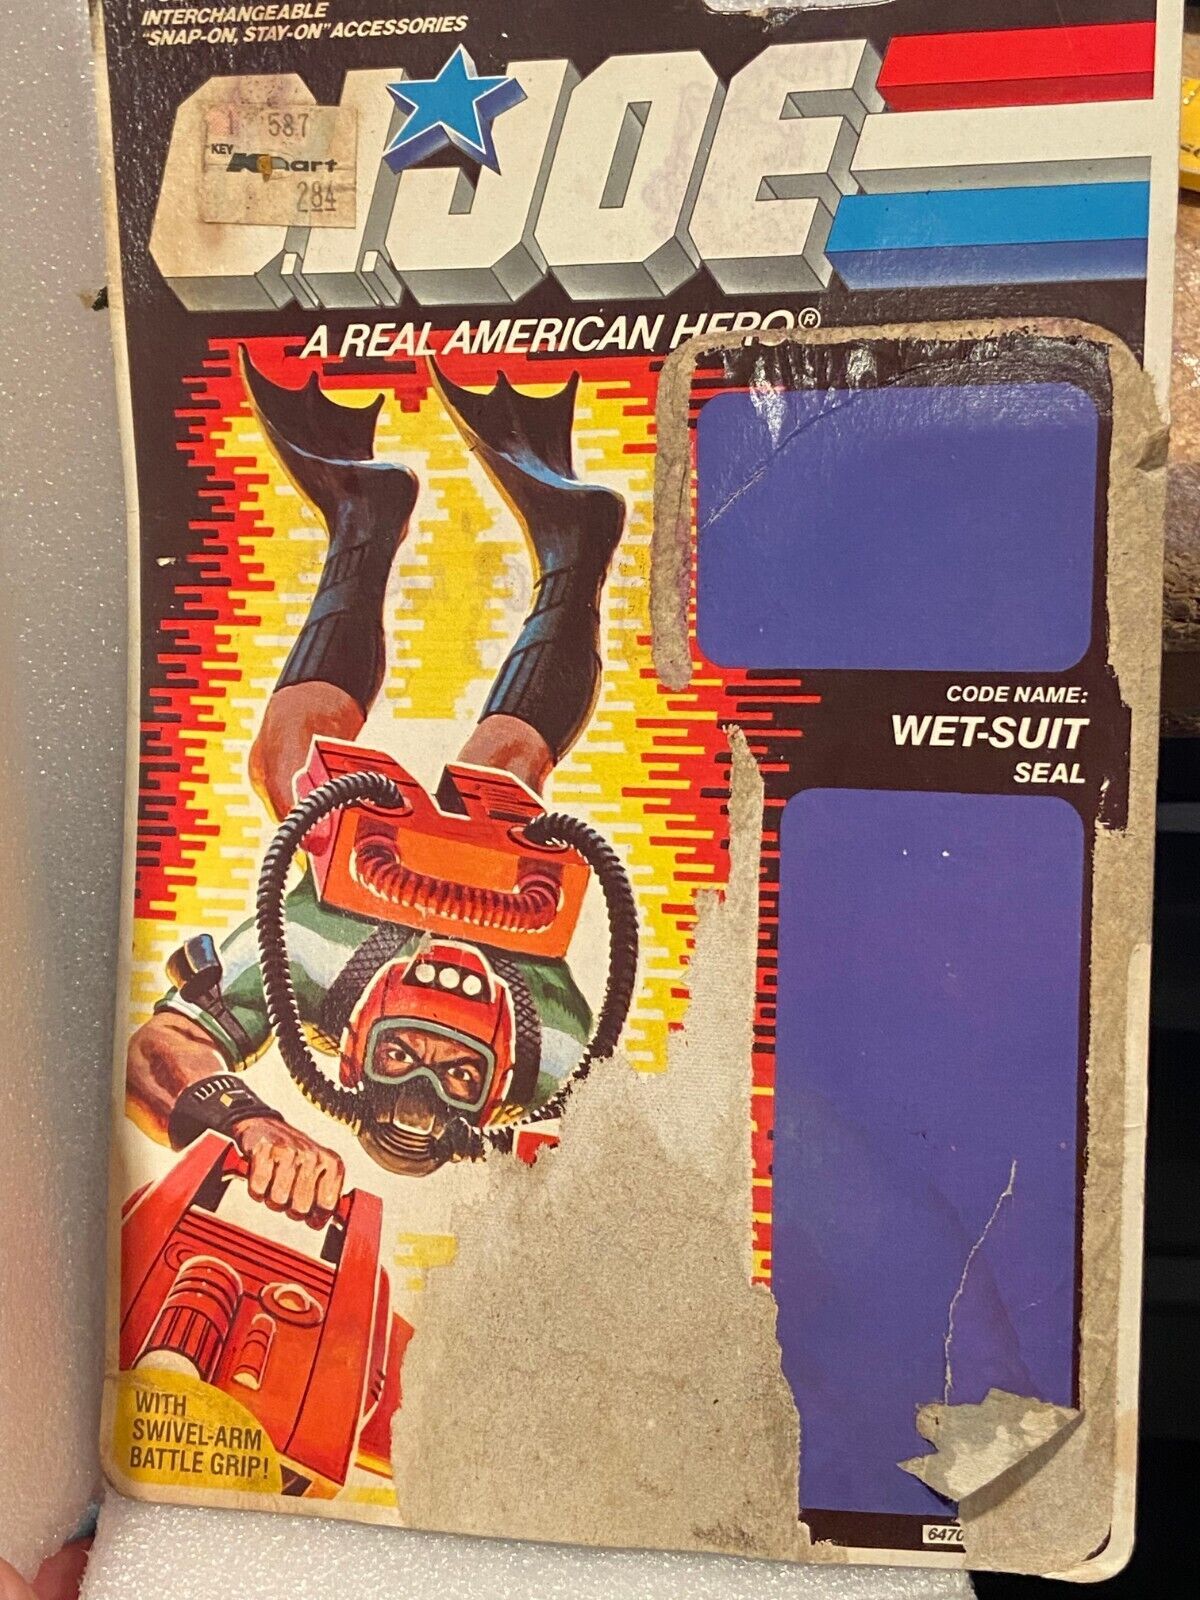 INTERCHANGEABLE
"SNAP-ON, STAY-ON" ACCESSORIES
G.I. JOE
587
KEY Kmart
284
A REAL AMERICAN HERO®
CODE NAME:
WET-SUIT
SEAL
WITH
SWIVEL-ARM
BATTLE GRIP!
6470